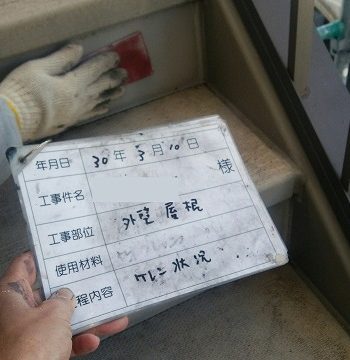 年月日 30年3月10日
工事件名 様
工事部位 外壁屋根
使用材料
程内容 ケレン状況